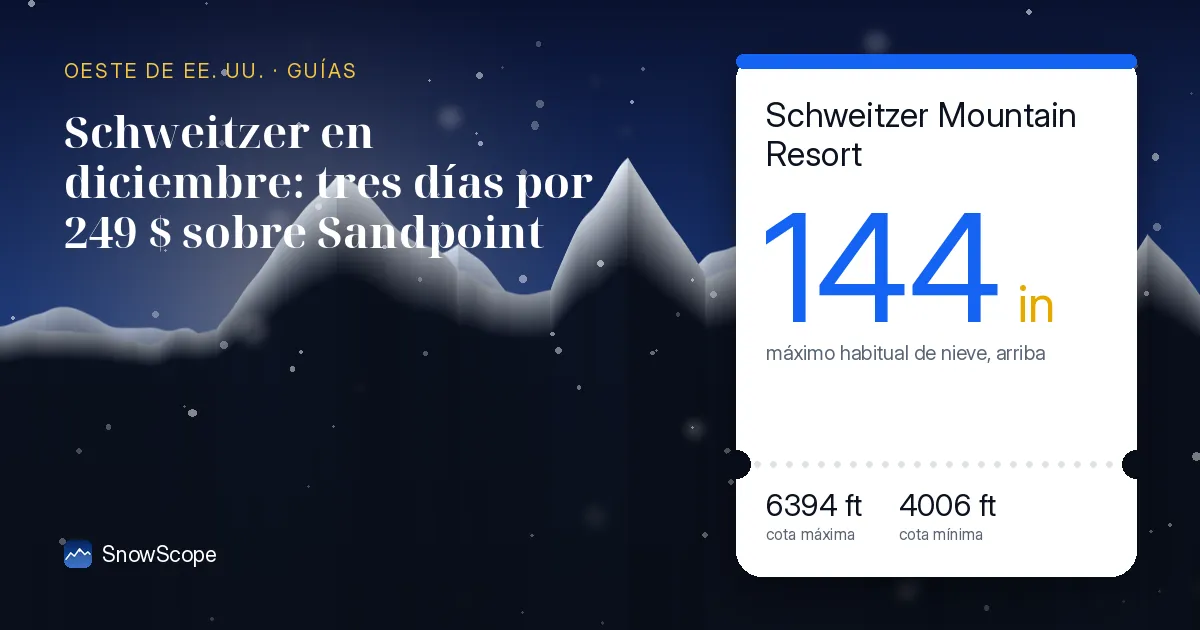 OESTE DE EE. UU. · GUÍAS
Schweitzer en
diciembre: tres días por
249 $ sobre Sandpoint
SnowScope
Schweitzer Mountain
Resort
144 in
máximo habitual de nieve, arriba
6394 ft
cota máxima
4006 ft
cota mínima